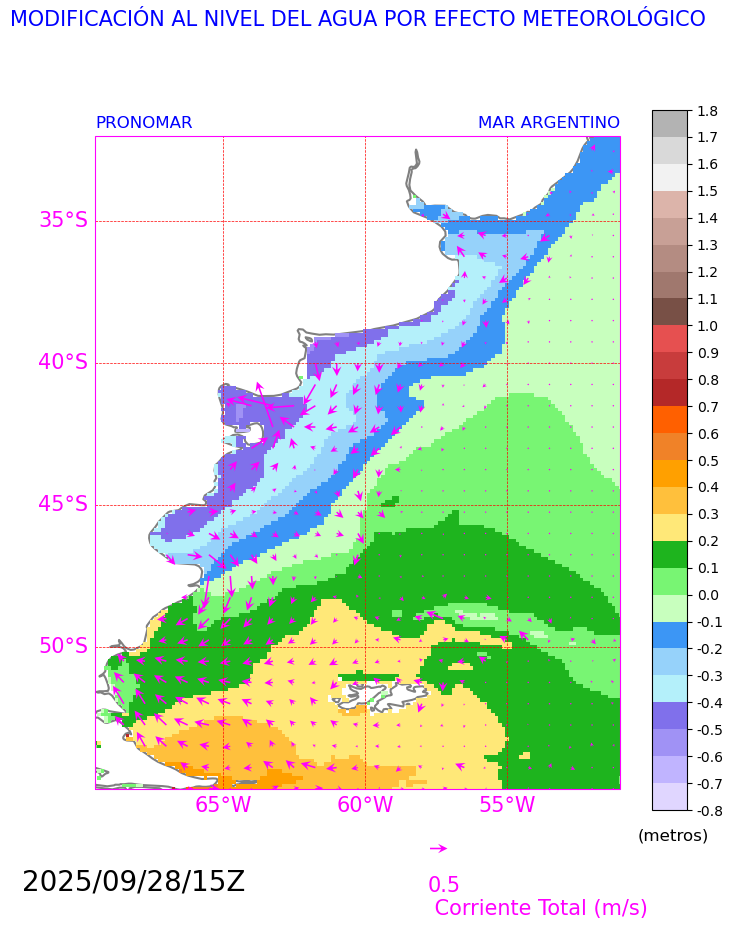 MODIFICACIÓN AL NIVEL DEL AGUA POR EFECTO METEOROLÓGICO
PRONOMAR MAR ARGENTINO
35°S
40°S
45°S
50°S
65°W 60°W 55°W
1.8
1.7
1.6
1.5
1.4
1.3
1.2
1.1
1.0
0.9
0.8
0.7
0.6
0.5
0.4
0.3
0.2
0.1
0.0
-0.1
-0.2
-0.3
-0.4
-0.5
-0.6
-0.7
-0.8
(metros)
2025/09/28/15Z
0.5
Corriente Total (m/s)